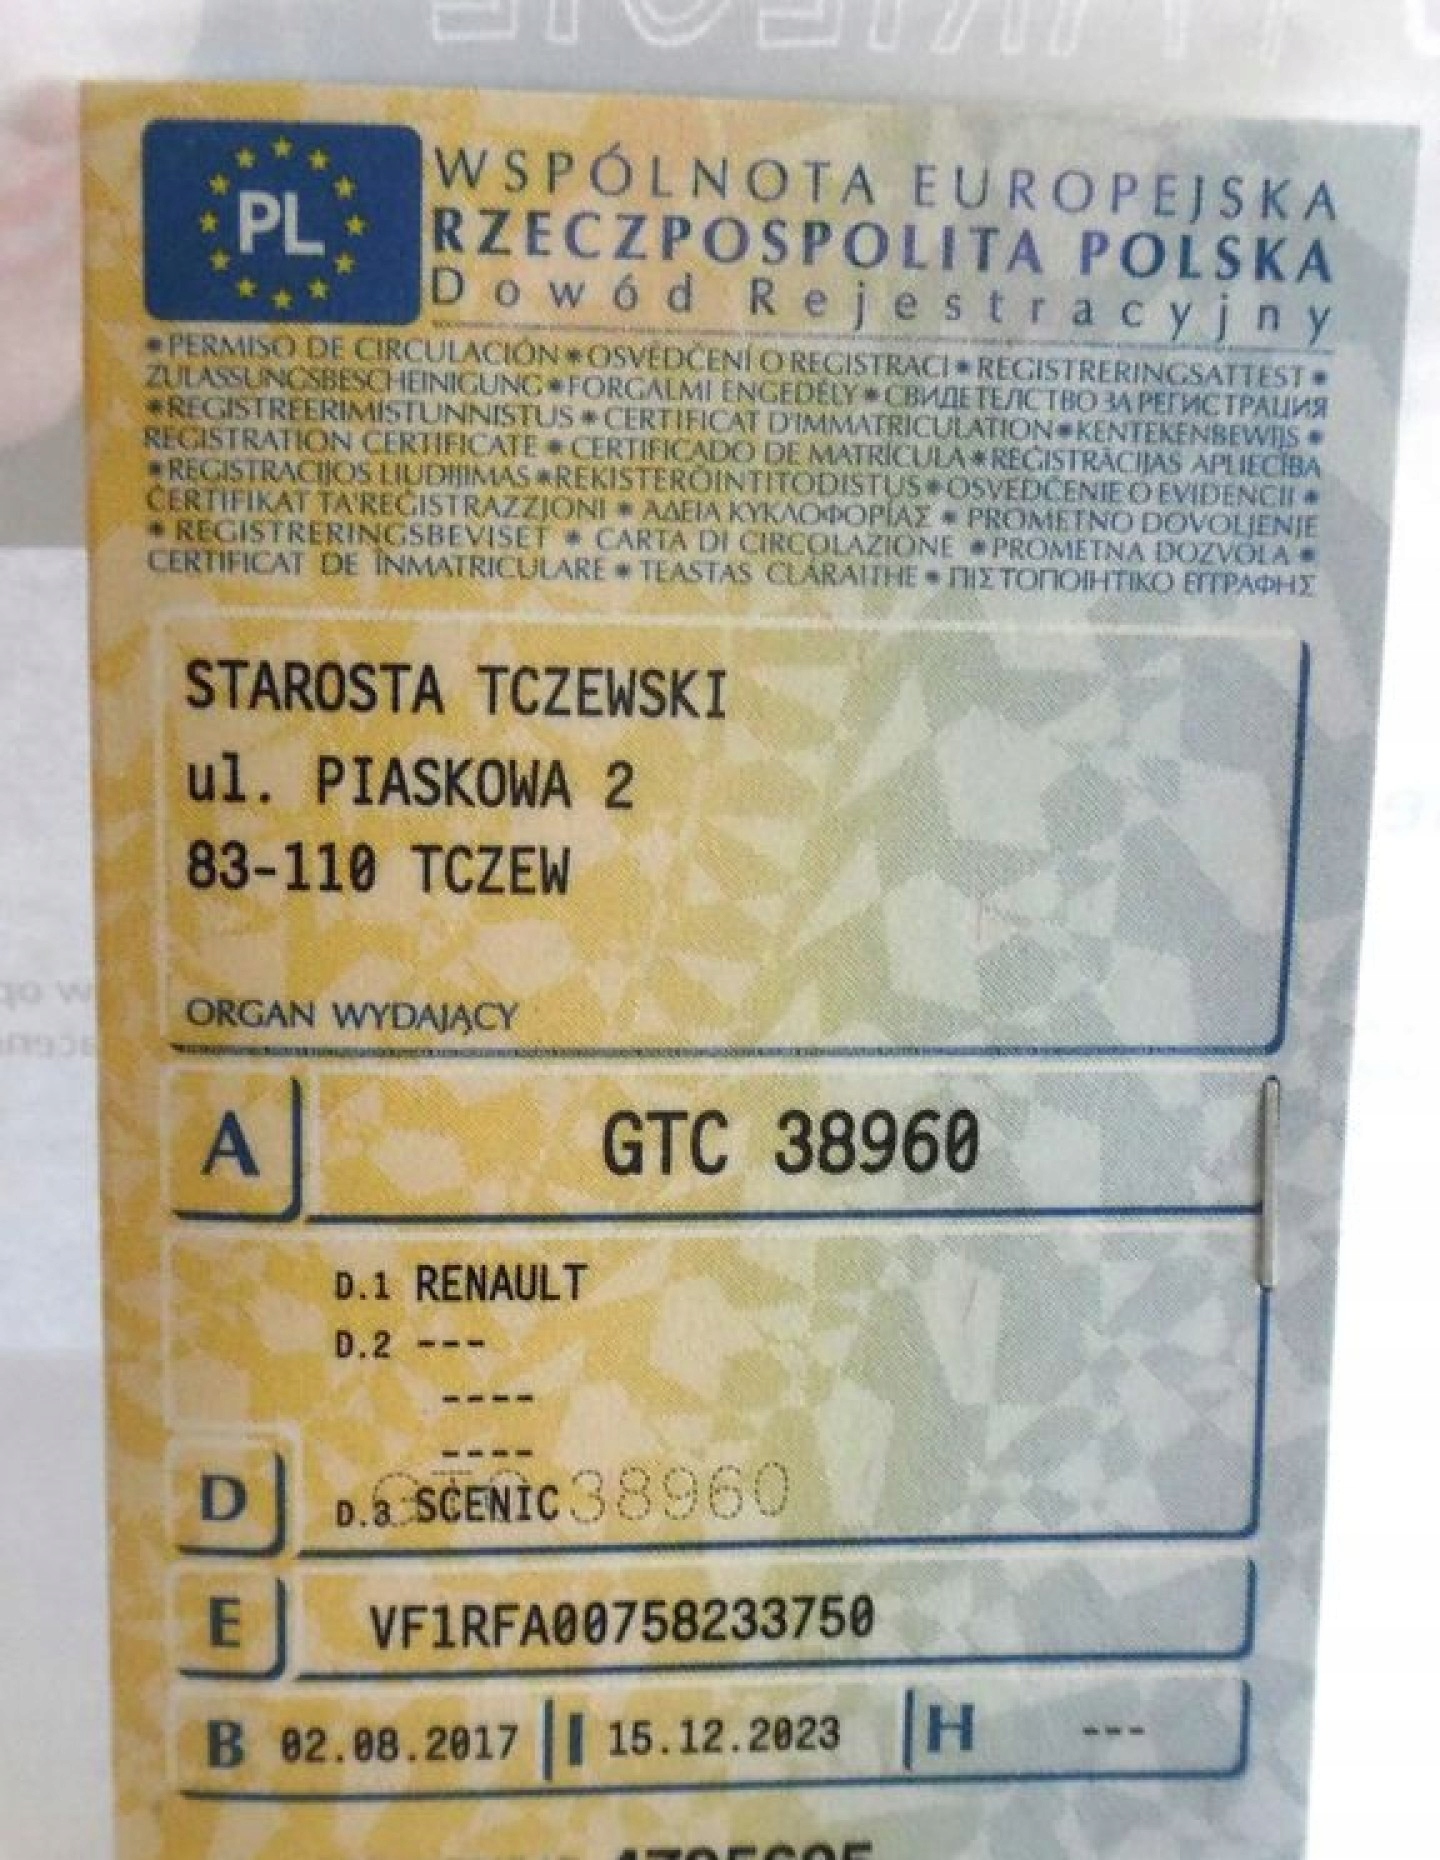 PL
WSPÓLNOTA EUROPEJSKA
RZECZPOSPOLITA POLSKA
Dowód Rejestracyjny
*PERMISO DE CIRCULACIÓN*OSVĚDČENÍ O REGISTRACI*REGISTRERINGSATTEST*
ZULASSUNGSBESCHEINIGUNG*FORGALMI ENGEDÉLY*СВИДЕТЕЛСТВО ЗА РЕГИСТРАЦИЯ
*REGISTREERIMISTUNNISTUS*CERTIFICAT D'IMMATRICULATION*KENTEKENBEWIJS*
REGISTRATION CERTIFICATE*CERTIFICADO DE MATRÍCULA*REĢISTRĀCIJAS APLIECĪBA
*REGISTRACIJOS LIUDIJIMAS*REKISTERÖINTITODISTUS*OSVEDČENIE O EVIDENCII*
ĊERTIFIKAT TA'REĠISTRAZZJONI*ΑΔΕΙΑ ΚΥΚΛΟΦΟΡΙΑΣ*PROMETNO DOVOLJENJE
*REGISTRERINGSBEVISET*CARTA DI CIRCOLAZIONE*PROMETNA DOZVOLA*
CERTIFICAT DE ÎNMATRICULARE*TEASTAS CLÁRAITHE*ΠΙΣΤΟΠΟΙΗΤΙΚΟ ΕΓΓΡΑΦΗΣ
STAROSTA TCZEWSKI
ul. PIASKOWA 2
83-110 TCZEW
ORGAN WYDAJĄCY
A GTC 38960
D.1 RENAULT
D.2 ---
----
----
D D.3 SCENIC
GTC 38960
E VF1RFA00758233750
B 02.08.2017 I 15.12.2023 H ---